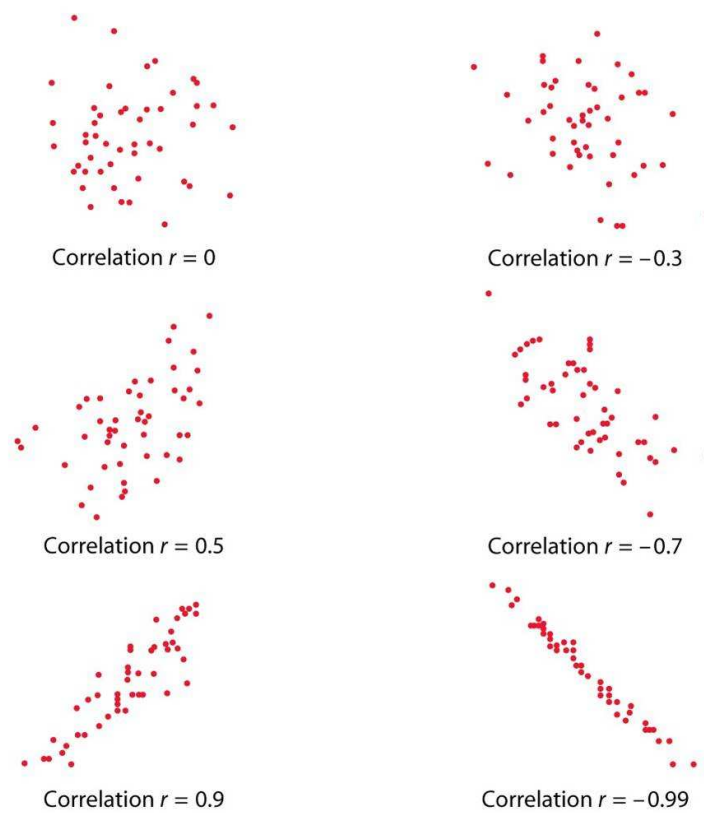 Correlation r = 0
Correlation r = –0.3
Correlation r = 0.5
Correlation r = –0.7
Correlation r = 0.9
Correlation r = –0.99